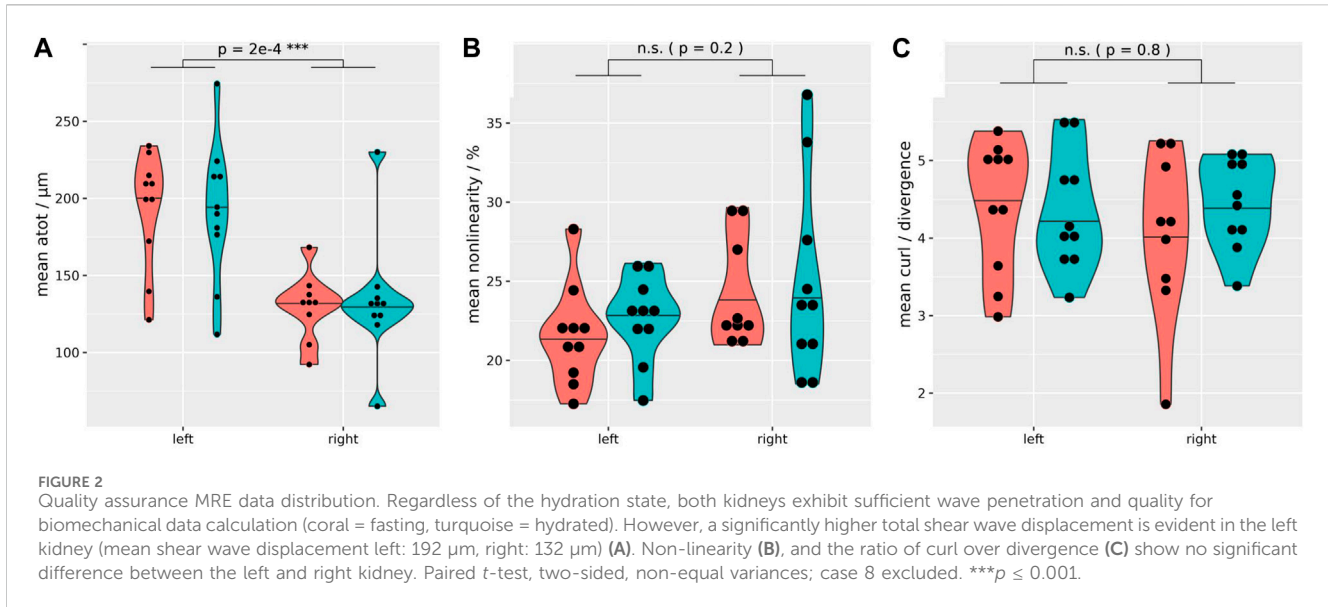 A
p = 2e-4 ***
mean atot / μm
250
200
150
100
left
right
B
n.s. ( p = 0.2 )
mean nonlinearity / %
35
30
25
20
left
right
C
n.s. ( p = 0.8 )
mean curl / divergence
5
4
3
2
left
right
FIGURE 2
Quality assurance MRE data distribution. Regardless of the hydration state, both kidneys exhibit sufficient wave penetration and quality for
biomechanical data calculation (coral = fasting, turquoise = hydrated). However, a significantly higher total shear wave displacement is evident in the left
kidney (mean shear wave displacement left: 192 μm, right: 132 μm) (A). Non-linearity (B), and the ratio of curl over divergence (C) show no significant
difference between the left and right kidney. Paired t-test, two-sided, non-equal variances; case 8 excluded. ***p ≤ 0.001.